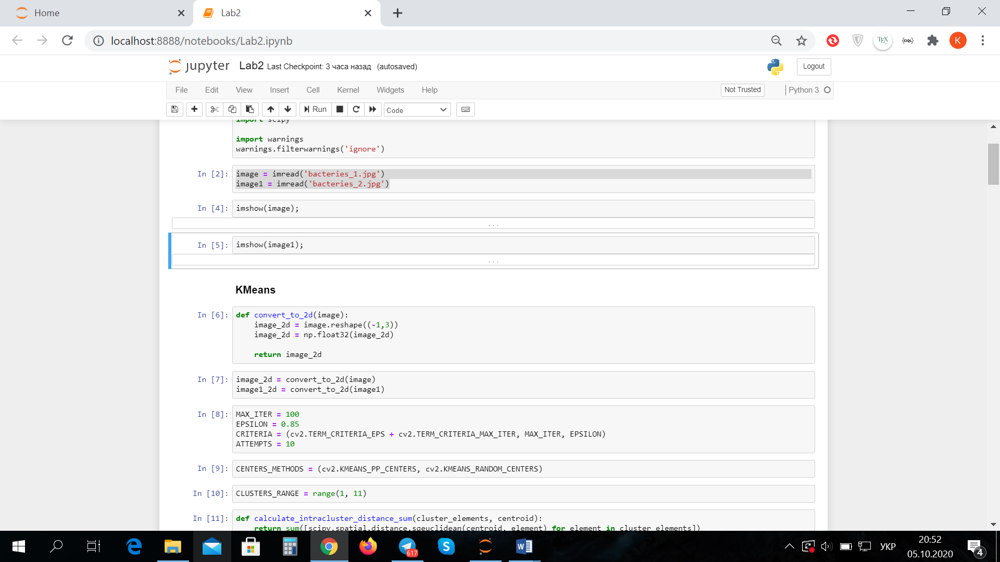 Home
Lab2
localhost:8888/notebooks/Lab2.ipynb
TEX
{CIQL}
K
jupyter Lab2 Last Checkpoint: 3 часа назад (autosaved)
Logout
File Edit View Insert Cell Kernel Widgets Help
Not Trusted
Python 3
Run
Code
import scipy
import warnings
warnings.filterwarnings('ignore')
In [2]:
image = imread('bacteries_1.jpg')
image1 = imread('bacteries_2.jpg')
In [4]:
imshow(image);
...
In [5]:
imshow(image1);
...
KMeans
In [6]:
def convert_to_2d(image):
image_2d = image.reshape((-1,3))
image_2d = np.float32(image_2d)
return image_2d
In [7]:
image_2d = convert_to_2d(image)
image1_2d = convert_to_2d(image1)
In [8]:
MAX_ITER = 100
EPSILON = 0.85
CRITERIA = (cv2.TERM_CRITERIA_EPS + cv2.TERM_CRITERIA_MAX_ITER, MAX_ITER, EPSILON)
ATTEMPTS = 10
In [9]:
CENTERS_METHODS = (cv2.KMEANS_PP_CENTERS, cv2.KMEANS_RANDOM_CENTERS)
In [10]:
CLUSTERS_RANGE = range(1, 11)
In [11]:
def calculate_intracluster_distance_sum(cluster_elements, centroid):
return sum([scipy.spatial.distance.sqeuclidean(centroid, element) for element in cluster_elements])
617
S
W
УКР
20:52
05.10.2020
4